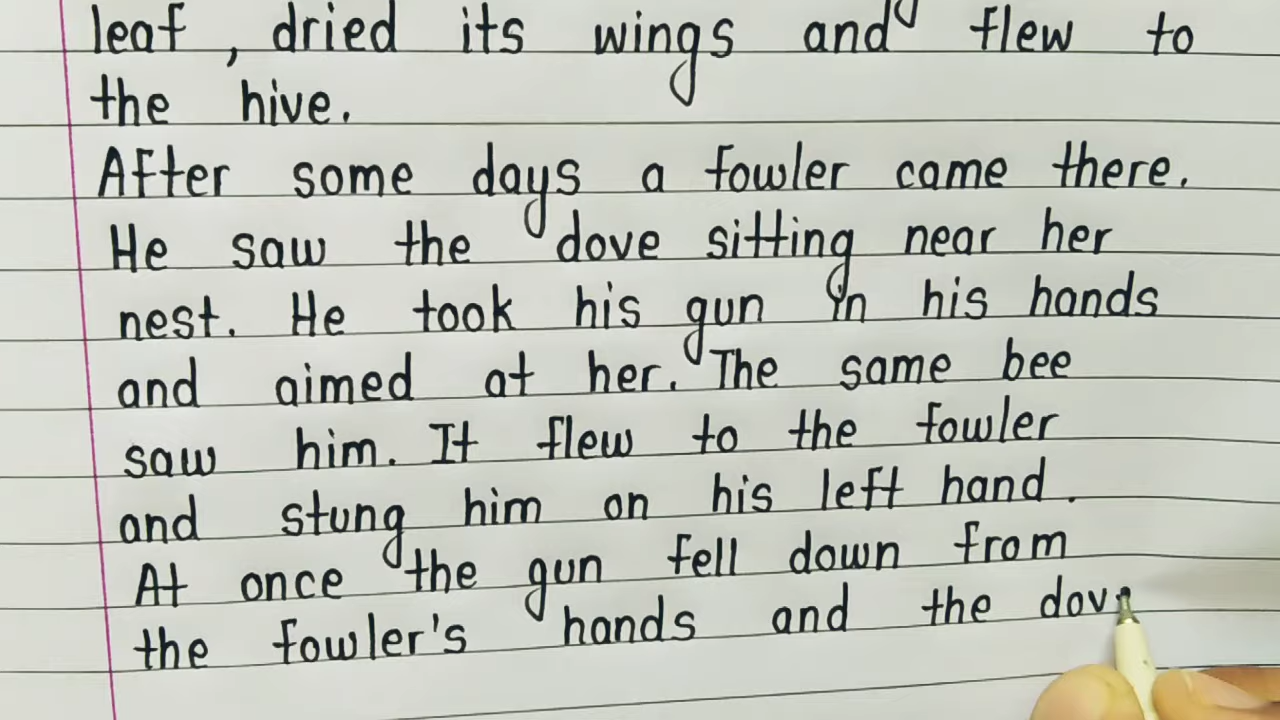 leaf, dried its wings and flew to
the hive.
After some days a fowler came there.
He saw the dove sitting near her
nest. He took his gun in his hands
and aimed at her. The same bee
saw him. It flew to the fowler
and stung him on his left hand.
At once the gun fell down from
the fowler's hands and the dov